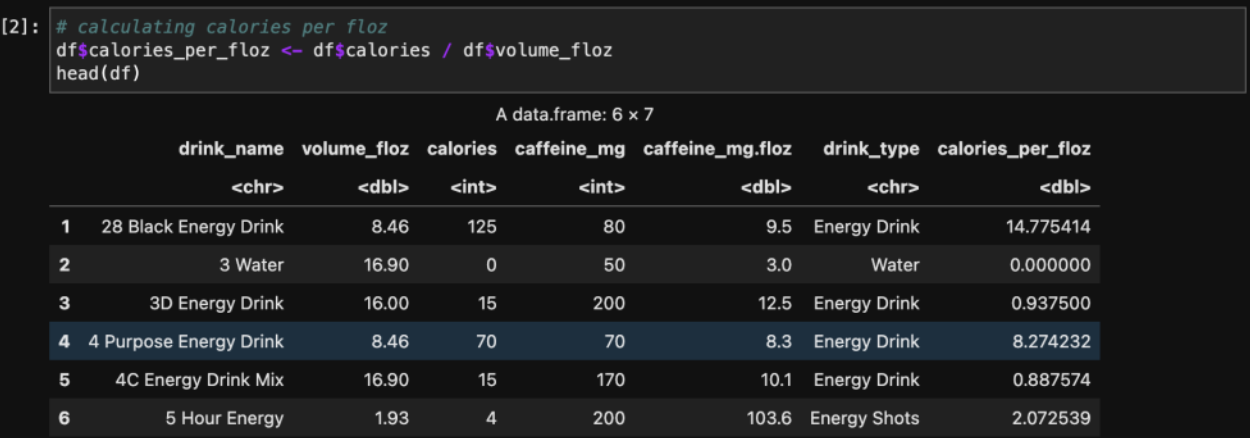 [2]: # calculating calories per floz
df$calories_per_floz <- df$calories / df$volume_floz
head(df)
A data.frame: 6 × 7
drink_name volume_floz calories caffeine_mg caffeine_mg.floz drink_type calories_per_floz
<chr> <dbl> <int> <int> <dbl> <chr> <dbl>
1 28 Black Energy Drink 8.46 125 80 9.5 Energy Drink 14.775414
2 3 Water 16.90 0 50 3.0 Water 0.000000
3 3D Energy Drink 16.00 15 200 12.5 Energy Drink 0.937500
4 4 Purpose Energy Drink 8.46 70 70 8.3 Energy Drink 8.274232
5 4C Energy Drink Mix 16.90 15 170 10.1 Energy Drink 0.887574
6 5 Hour Energy 1.93 4 200 103.6 Energy Shots 2.072539